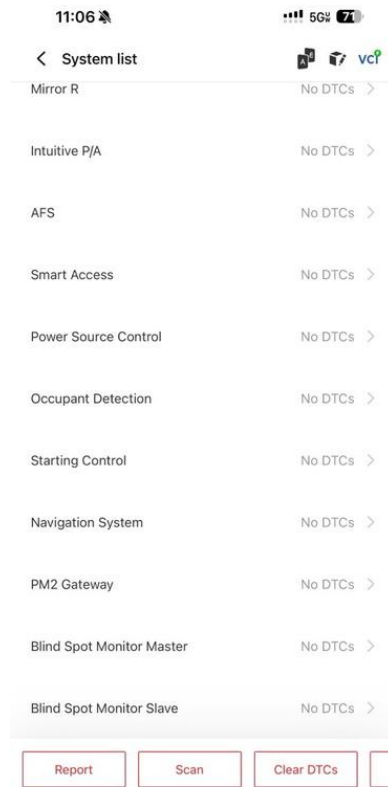 11:06 5G 71
System list VCI
Mirror R No DTCs
Intuitive P/A No DTCs
AFS No DTCs
Smart Access No DTCs
Power Source Control No DTCs
Occupant Detection No DTCs
Starting Control No DTCs
Navigation System No DTCs
PM2 Gateway No DTCs
Blind Spot Monitor Master No DTCs
Blind Spot Monitor Slave No DTCs
Report Scan Clear DTCs